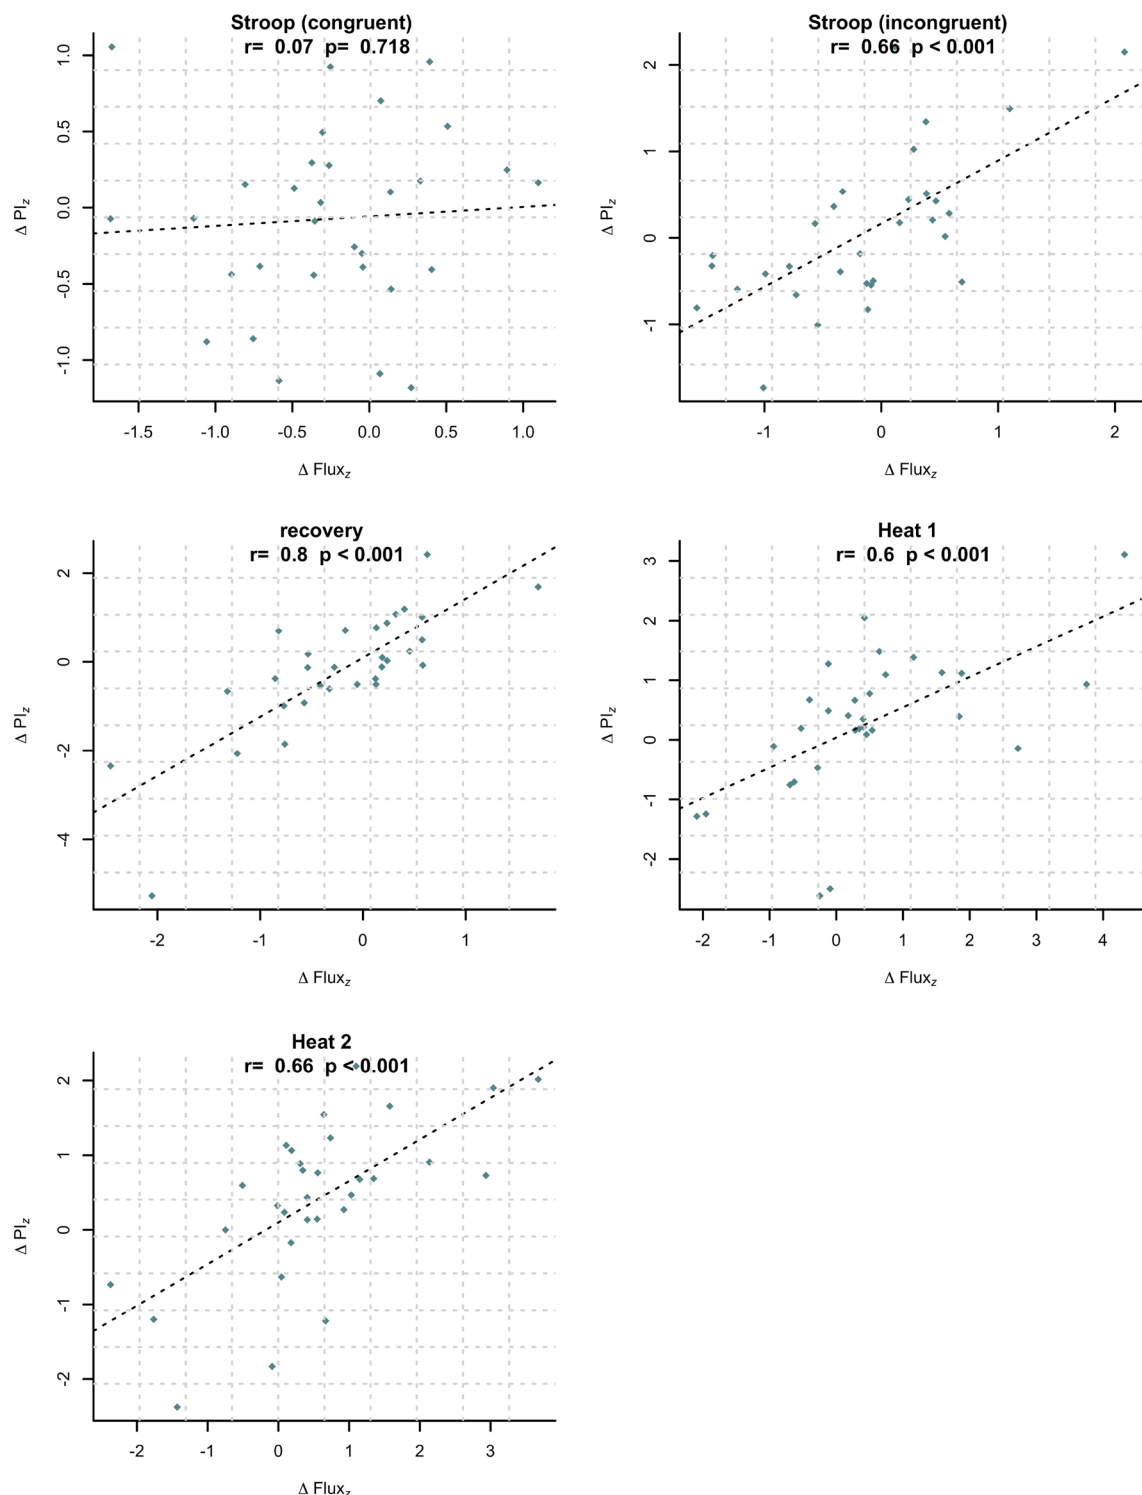 Stroop (congruent)
r= 0.07 p= 0.718
1.0
0.5
0.0
-0.5
-1.0
Δ PIz
-1.5 -1.0 -0.5 0.0 0.5 1.0
Δ Fluxz
Stroop (incongruent)
r= 0.66 p < 0.001
2
1
0
-1
Δ PIz
-1 0 1 2
Δ Fluxz
recovery
r= 0.8 p < 0.001
2
0
-2
-4
Δ PIz
-2 -1 0 1
Δ Fluxz
Heat 1
r= 0.6 p < 0.001
3
2
1
0
-1
-2
Δ PIz
-2 -1 0 1 2 3 4
Δ Fluxz
Heat 2
r= 0.66 p < 0.001
2
1
0
-1
-2
Δ PIz
-2 -1 0 1 2 3
Δ Fluxz